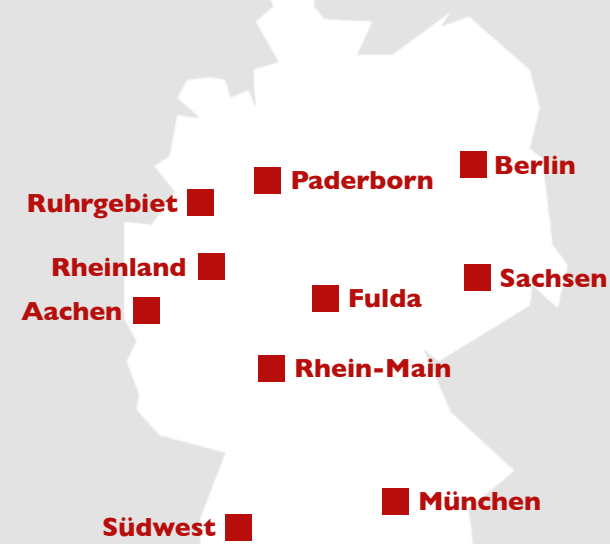 Berlin
Paderborn
Ruhrgebiet
Rheinland
Sachsen
Fulda
Aachen
Rhein-Main
München
Südwest